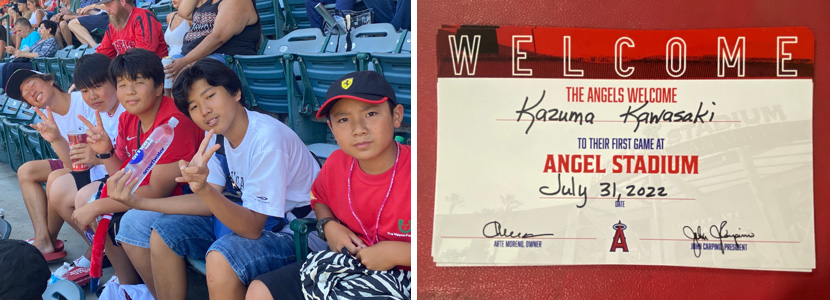 WELCOME
THE ANGELS WELCOME
Kazuma Kawasaki
TO THEIR FIRST GAME AT
ANGEL STADIUM
July 31, 2022
DATE
ARTE MORENO, OWNER
JOHN CARPINO, PRESIDENT